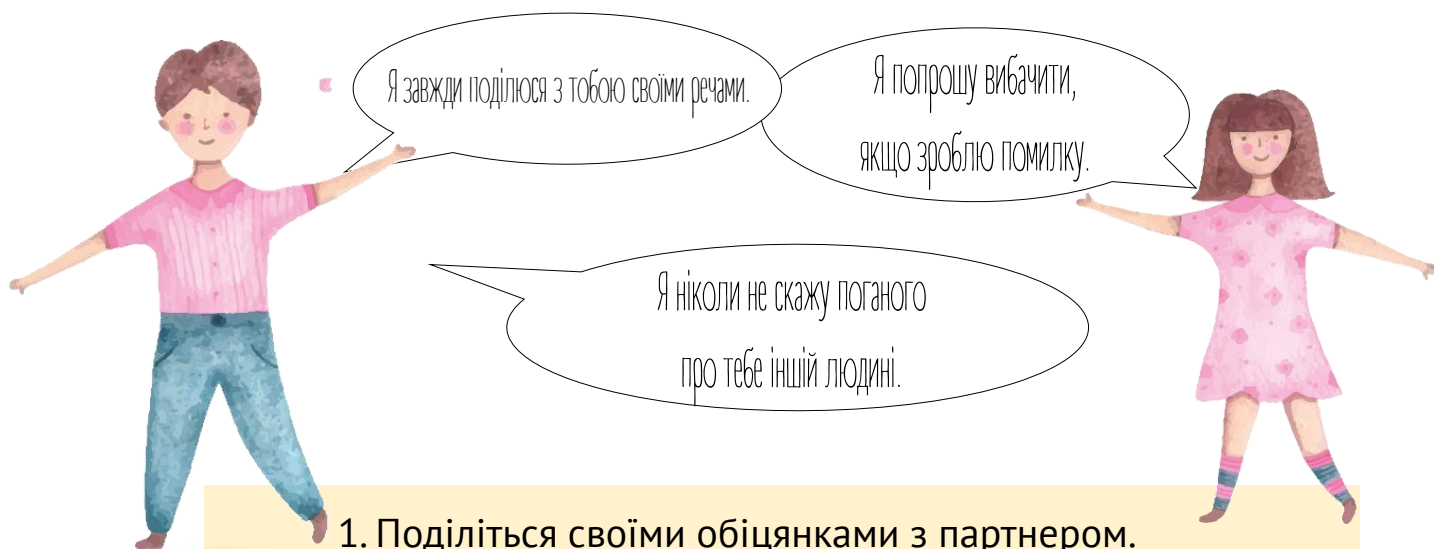 Я завжди поділюся з тобою своїми речами.
Я попрошу вибачити,
якщо зроблю помилку.
Я ніколи не скажу поганого
про тебе іншій людині.
1. Поділіться своїми обіцянками з партнером.